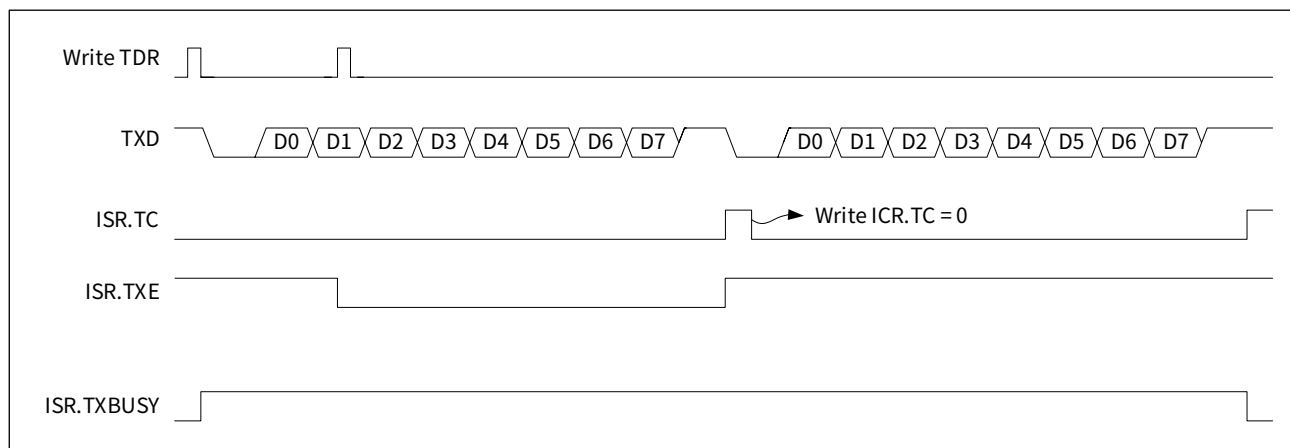 Write TDR
TXD D0 D1 D2 D3 D4 D5 D6 D7 D0 D1 D2 D3 D4 D5 D6 D7
ISR.TC Write ICR.TC = 0
ISR.TXE
ISR.TXBUSY